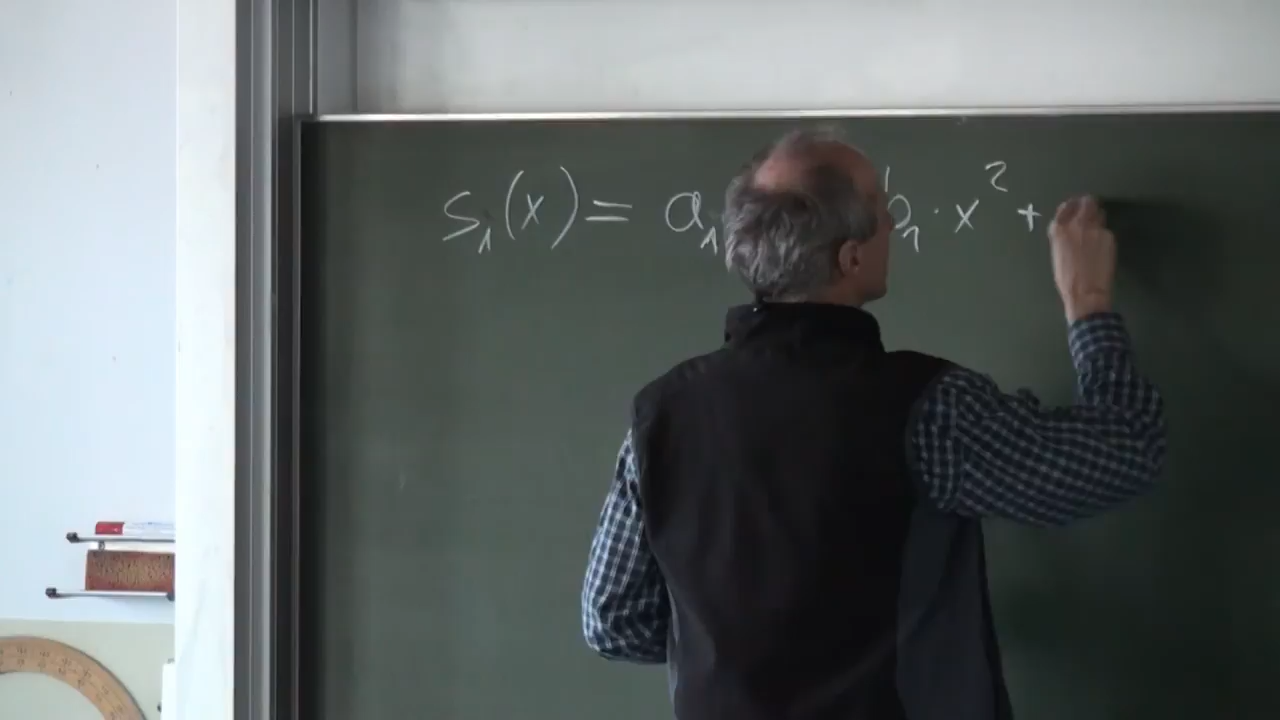 s₁(x) = a₁ b₁ · x² +